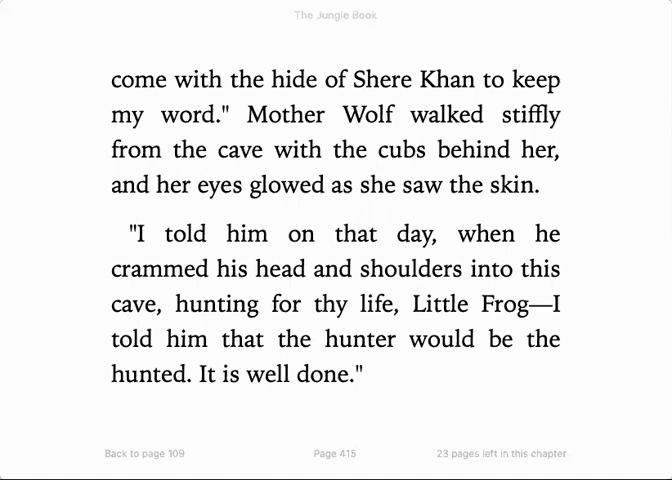 The Jungle Book
come with the hide of Shere Khan to keep
my word." Mother Wolf walked stiffly
from the cave with the cubs behind her,
and her eyes glowed as she saw the skin.
"I told him on that day, when he
crammed his head and shoulders into this
cave, hunting for thy life, Little Frog—I
told him that the hunter would be the
hunted. It is well done."
Back to page 109 Page 415 23 pages left in this chapter